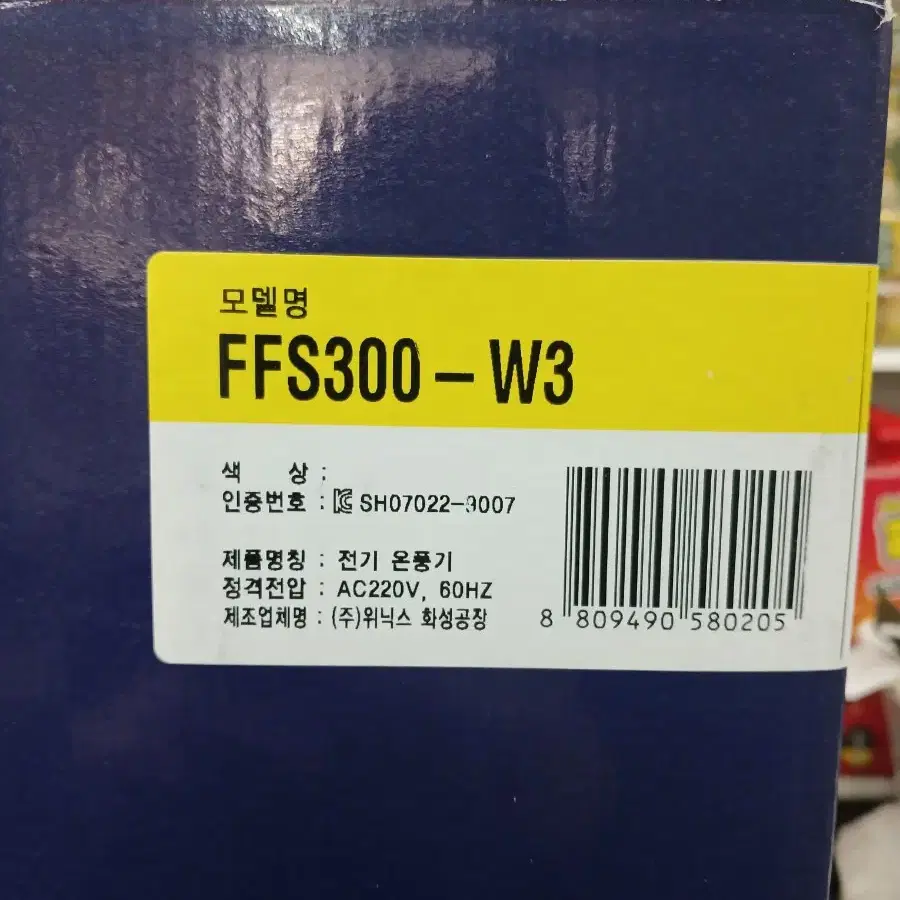 모델명
FFS300-W3
색 상 :
인증번호 : SH07022-9007
제품명칭 : 전기 온풍기
정격전압 : AC220V, 60HZ
제조업체명 : (주)위닉스 화성공장
8 809490 580205